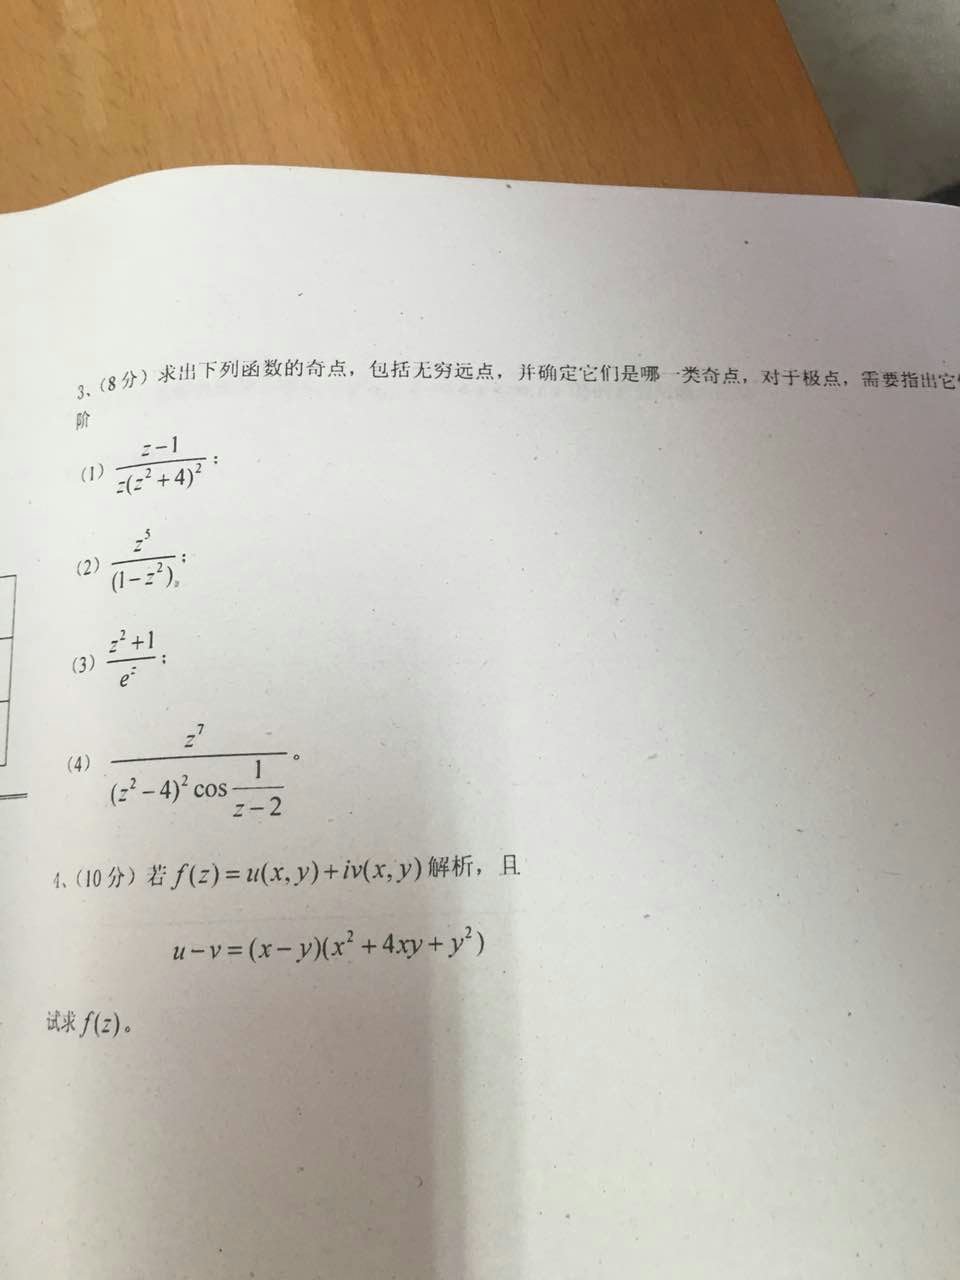 3、(8分) 求出下列函数的奇点，包括无穷远点，并确定它们是哪一类奇点，对于极点，需要指出它
阶
(1) \frac{z-1}{z(z^2+4)^2}；
(2) \frac{z^5}{(1-z^2)_2}；
(3) \frac{z^2+1}{e^z}；
(4) \frac{z^7}{(z^2-4)^2 \cos\frac{1}{z-2}}。
4、(10分) 若 f(z)=u(x,y)+iv(x,y) 解析，且
u-v=(x-y)(x^2+4xy+y^2)
试求 f(z)。